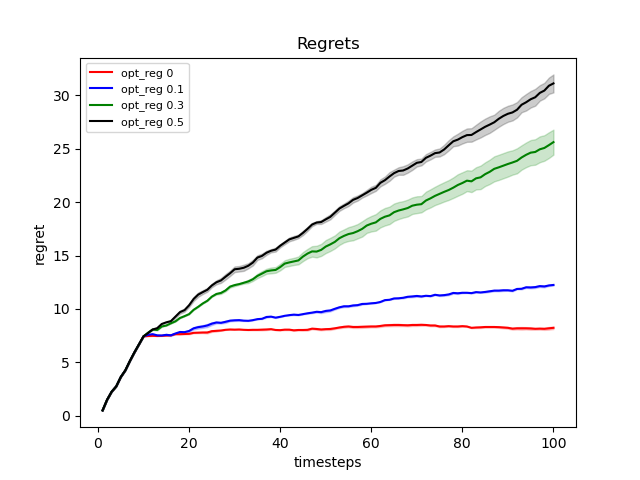 Regrets
opt_reg 0
opt_reg 0.1
opt_reg 0.3
opt_reg 0.5
regret
30
25
20
15
10
5
0
0 20 40 60 80 100
timesteps